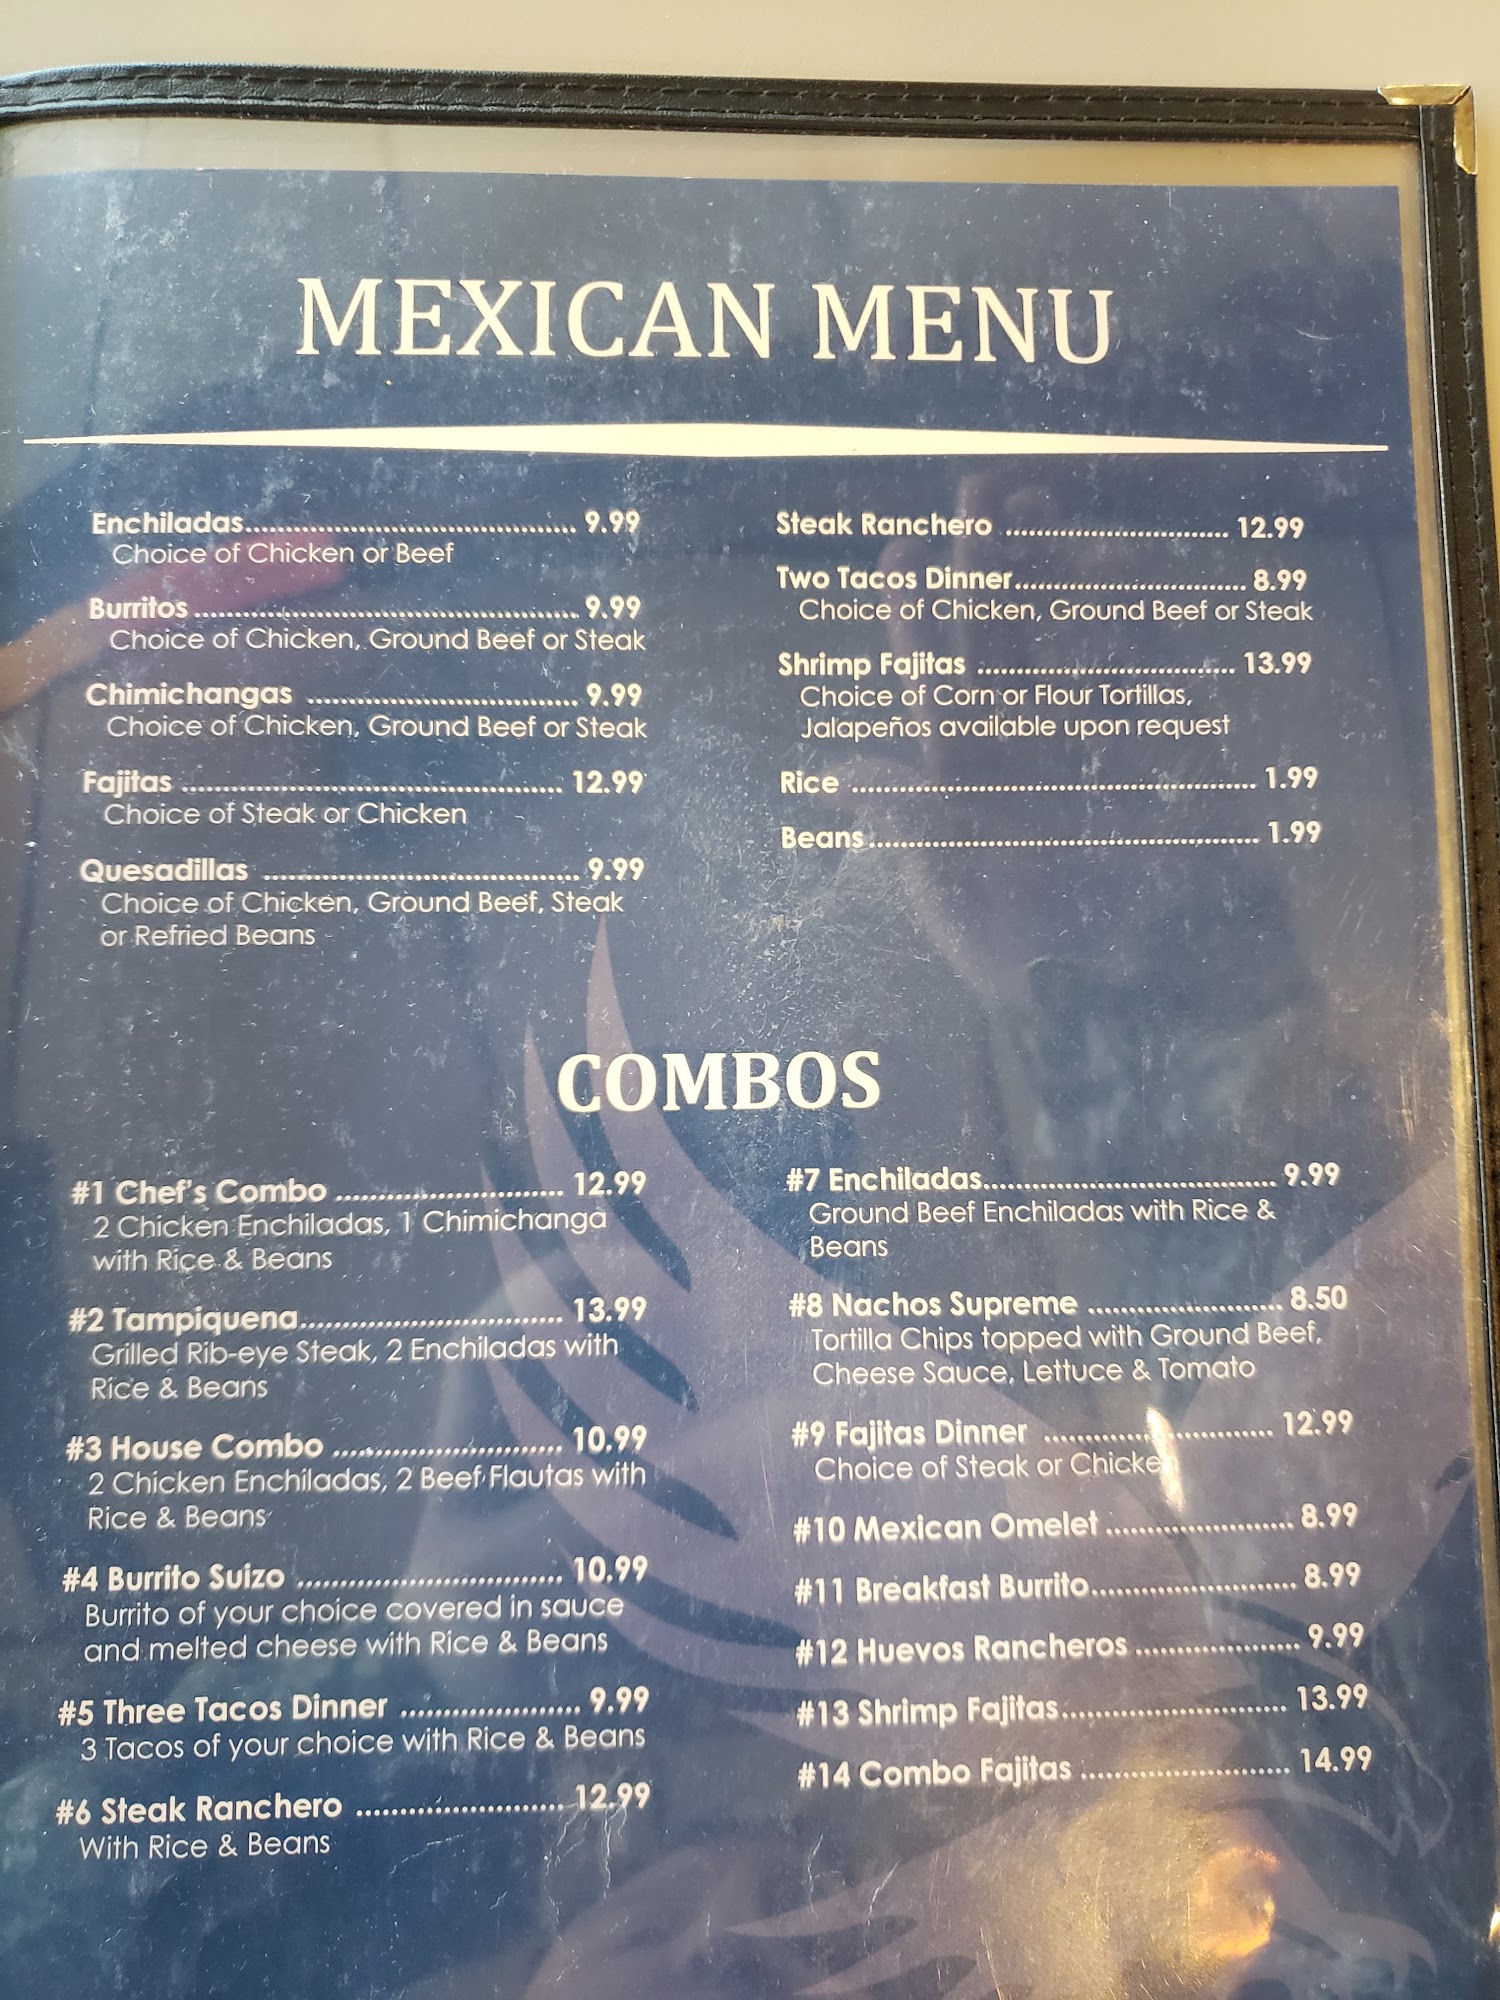 MEXICAN MENU
Enchiladas........................................ 9.99
Choice of Chicken or Beef
Burritos ............................................... 9.99
Choice of Chicken, Ground Beef or Steak
Chimichangas ................................. 9.99
Choice of Chicken, Ground Beef or Steak
Fajitas .............................................. 12.99
Choice of Steak or Chicken
Quesadillas ...................................... 9.99
Choice of Chicken, Ground Beef, Steak
or Refried Beans
Steak Ranchero ........................... 12.99
Two Tacos Dinner............................ 8.99
Choice of Chicken, Ground Beef or Steak
Shrimp Fajitas ............................... 13.99
Choice of Corn or Flour Tortillas,
Jalapeños available upon request
Rice ................................................. 1.99
Beans............................................... 1.99
COMBOS
#1 Chef's Combo ........................... 12.99
2 Chicken Enchiladas, 1 Chimichanga
with Rice & Beans
#2 Tampiquena............................... 13.99
Grilled Rib-eye Steak, 2 Enchiladas with
Rice & Beans
#3 House Combo ........................... 10.99
2 Chicken Enchiladas, 2 Beef Flautas with
Rice & Beans
#4 Burrito Suizo ............................... 10.99
Burrito of your choice covered in sauce
and melted cheese with Rice & Beans
#5 Three Tacos Dinner ..................... 9.99
3 Tacos of your choice with Rice & Beans
#6 Steak Ranchero ......................... 12.99
With Rice & Beans
#7 Enchiladas................................... 9.99
Ground Beef Enchiladas with Rice &
Beans
#8 Nachos Supreme ....................... 8.50
Tortilla Chips topped with Ground Beef,
Cheese Sauce, Lettuce & Tomato
#9 Fajitas Dinner ........................... 12.99
Choice of Steak or Chicken
#10 Mexican Omelet ...................... 8.99
#11 Breakfast Burrito........................ 8.99
#12 Huevos Rancheros ................... 9.99
#13 Shrimp Fajitas.......................... 13.99
#14 Combo Fajitas ........................ 14.99